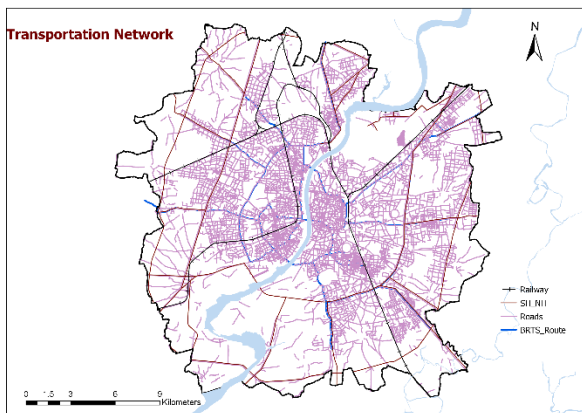 Transportation Network
N
Railway
SH_NH
Roads
BRTS_Route
0 1.5 3 6 9
Kilometers